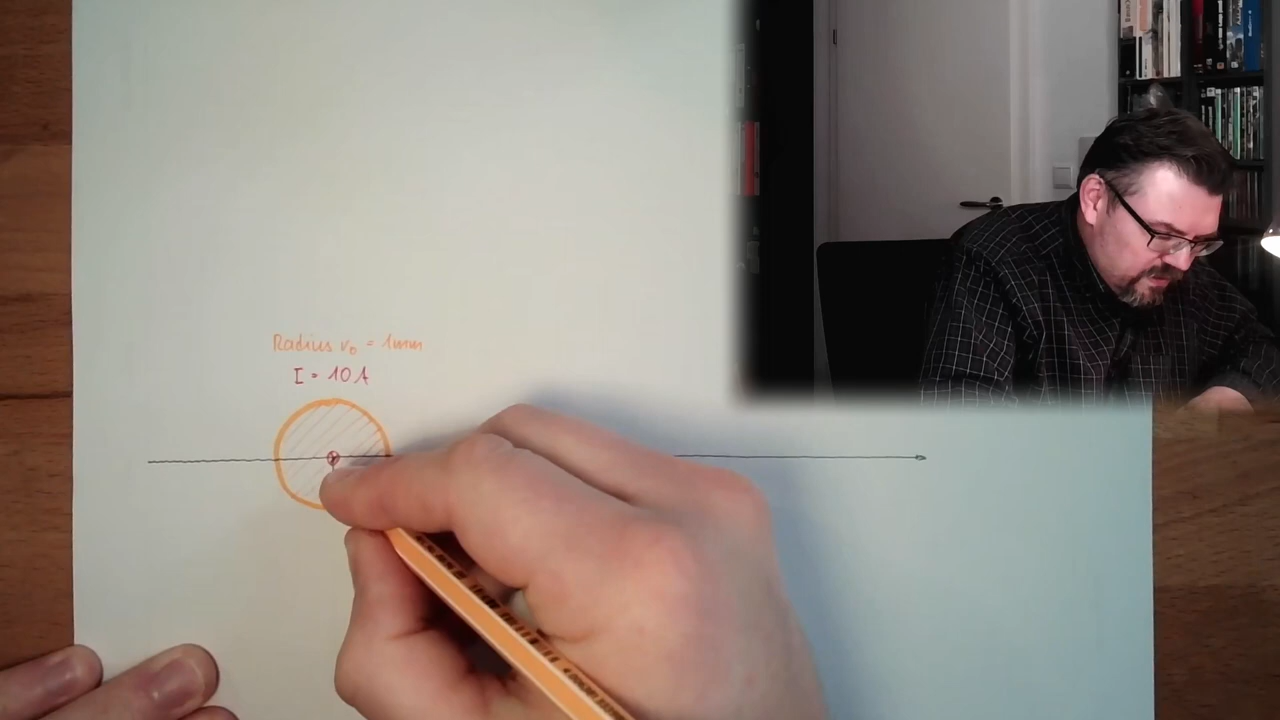 Radius r₀ = 1mm
I = 10A